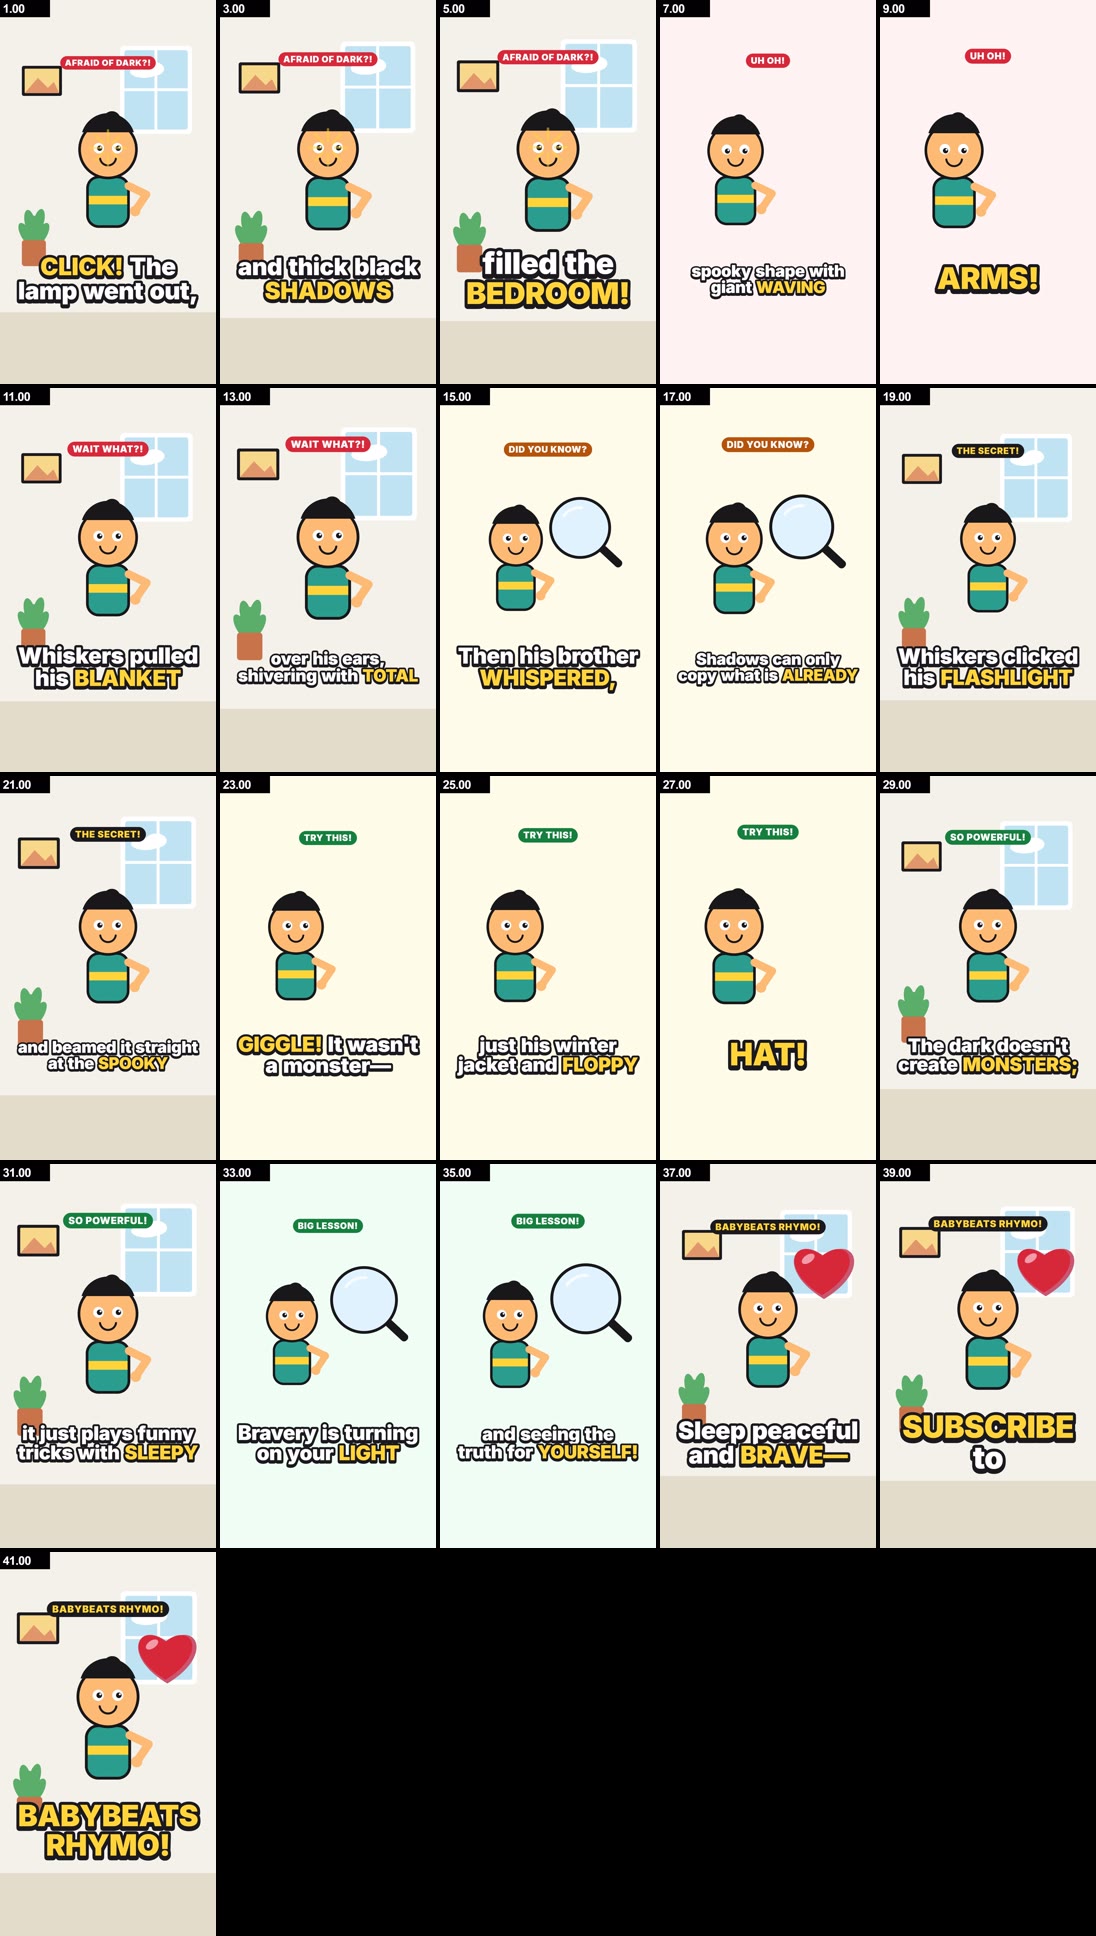 1.00
AFRAID OF DARK?!
CLICK! The
lamp went out,
3.00
AFRAID OF DARK?!
and thick black
SHADOWS
5.00
AFRAID OF DARK?!
filled the
BEDROOM!
7.00
UH OH!
spooky shape with
giant WAVING
9.00
UH OH!
ARMS!
11.00
WAIT WHAT?!
Whiskers pulled
his BLANKET
13.00
WAIT WHAT?!
over his ears,
shivering with TOTAL
15.00
DID YOU KNOW?
Then his brother
WHISPERED,
17.00
DID YOU KNOW?
Shadows can only
copy what is ALREADY
19.00
THE SECRET!
Whiskers clicked
his FLASHLIGHT
21.00
THE SECRET!
and beamed it straight
at the SPOOKY
23.00
TRY THIS!
GIGGLE! It wasn't
a monster—
25.00
TRY THIS!
just his winter
jacket and FLOPPY
27.00
TRY THIS!
HAT!
29.00
SO POWERFUL!
The dark doesn't
create MONSTERS;
31.00
SO POWERFUL!
it just plays funny
tricks with SLEEPY
33.00
BIG LESSON!
Bravery is turning
on your LIGHT
35.00
BIG LESSON!
and seeing the
truth for YOURSELF!
37.00
BABYBEATS RHYMO!
Sleep peaceful
and BRAVE—
39.00
BABYBEATS RHYMO!
SUBSCRIBE
to
41.00
BABYBEATS RHYMO!
BABYBEATS
RHYMO!